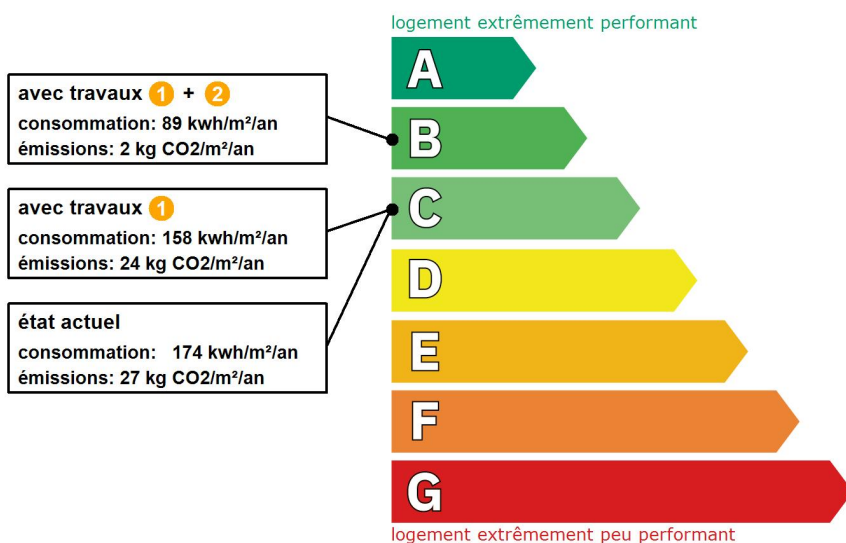 logement extrêmement performant
A
avec travaux 1 + 2
consommation: 89 kwh/m²/an
émissions: 2 kg CO2/m²/an
B
avec travaux 1
consommation: 158 kwh/m²/an
émissions: 24 kg CO2/m²/an
C
D
état actuel
consommation: 174 kwh/m²/an
émissions: 27 kg CO2/m²/an
E
F
G
logement extrêmement peu performant